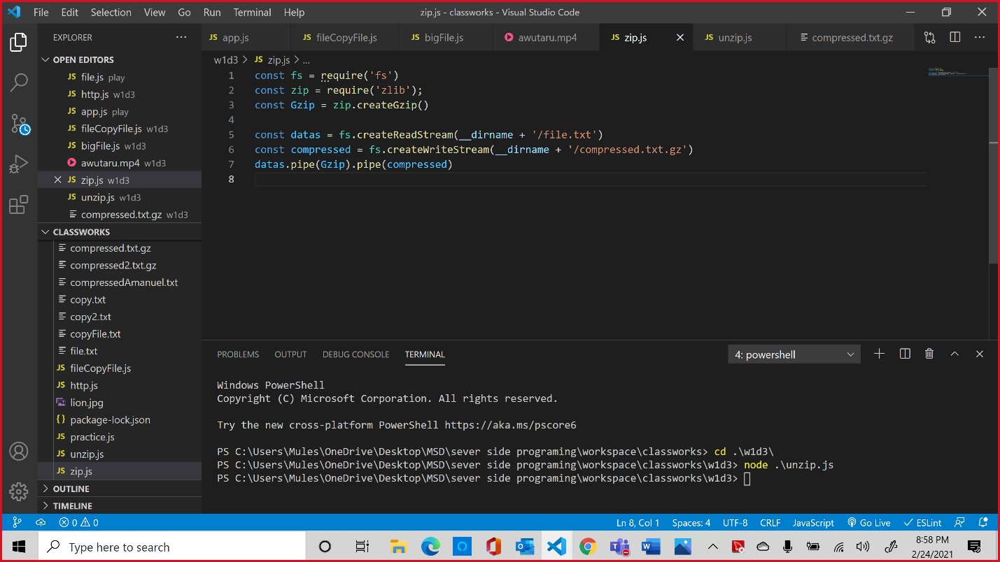 File Edit Selection View Go Run Terminal Help zip.js - classworks - Visual Studio Code
EXPLORER
JS app.js JS fileCopyFile.js JS bigFile.js awutaru.mp4 JS zip.js JS unzip.js compressed.txt.gz
OPEN EDITORS
JS file.js play
JS http.js w1d3
JS app.js play
JS fileCopyFile.js w1d3
JS bigFile.js w1d3
awutaru.mp4 w1d3
JS zip.js w1d3
JS unzip.js w1d3
compressed.txt.gz w1d3
CLASSWORKS
compressed.txt.gz
compressed2.txt.gz
compressedAmanuel.txt
copy.txt
copy2.txt
copyFile.txt
file.txt
JS fileCopyFile.js
JS http.js
lion.jpg
{} package-lock.json
JS practice.js
JS unzip.js
JS zip.js
OUTLINE
TIMELINE
w1d3 > JS zip.js > ...
1 const fs = require('fs')
2 const zip = require('zlib');
3 const Gzip = zip.createGzip()
4
5 const datas = fs.createReadStream(__dirname + '/file.txt')
6 const compressed = fs.createWriteStream(__dirname + '/compressed.txt.gz')
7 datas.pipe(Gzip).pipe(compressed)
8
PROBLEMS OUTPUT DEBUG CONSOLE TERMINAL 4: powershell
Windows PowerShell
Copyright (C) Microsoft Corporation. All rights reserved.
Try the new cross-platform PowerShell https://aka.ms/pscore6
PS C:\Users\Mules\OneDrive\Desktop\MSD\sever side programing\workspace\classworks> cd .\w1d3\
PS C:\Users\Mules\OneDrive\Desktop\MSD\sever side programing\workspace\classworks\w1d3> node .\unzip.js
PS C:\Users\Mules\OneDrive\Desktop\MSD\sever side programing\workspace\classworks\w1d3>
0 0 Ln 8, Col 1 Spaces: 4 UTF-8 CRLF JavaScript Go Live ESLint
Type here to search
8:58 PM
2/24/2021